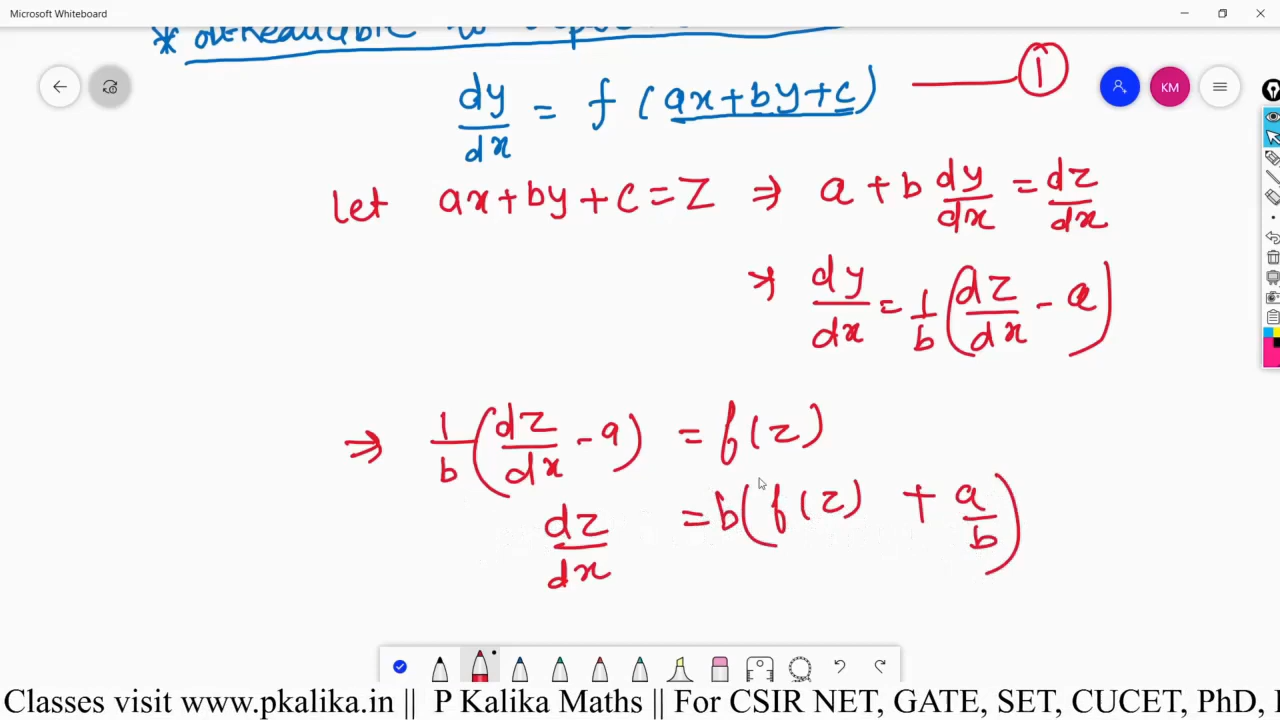 Microsoft Whiteboard
* Reducible to
dy/dx = f(ax+by+c) ——— ①
KM
let ax+by+c=Z ⇒ a+b dy/dx = dz/dx
⇒ dy/dx = 1/b (dz/dx - a)
⇒ 1/b (dz/dx - a) = f(z)
dz/dx = b(f(z) + a/b)
Classes visit www.pkalika.in || P Kalika Maths || For CSIR NET, GATE, SET, CUCET, PhD,